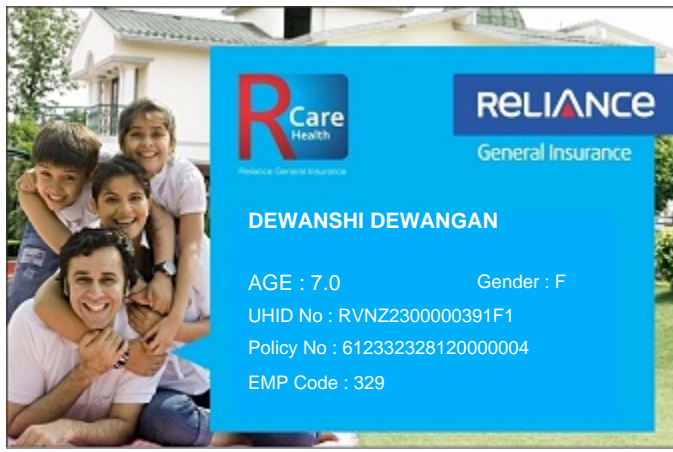 R Care
Health
Reliance General Insurance
RELIANCE
General Insurance
DEWANSHI DEWANGAN
AGE : 7.0 Gender : F
UHID No : RVNZ2300000391F1
Policy No : 612332328120000004
EMP Code : 329